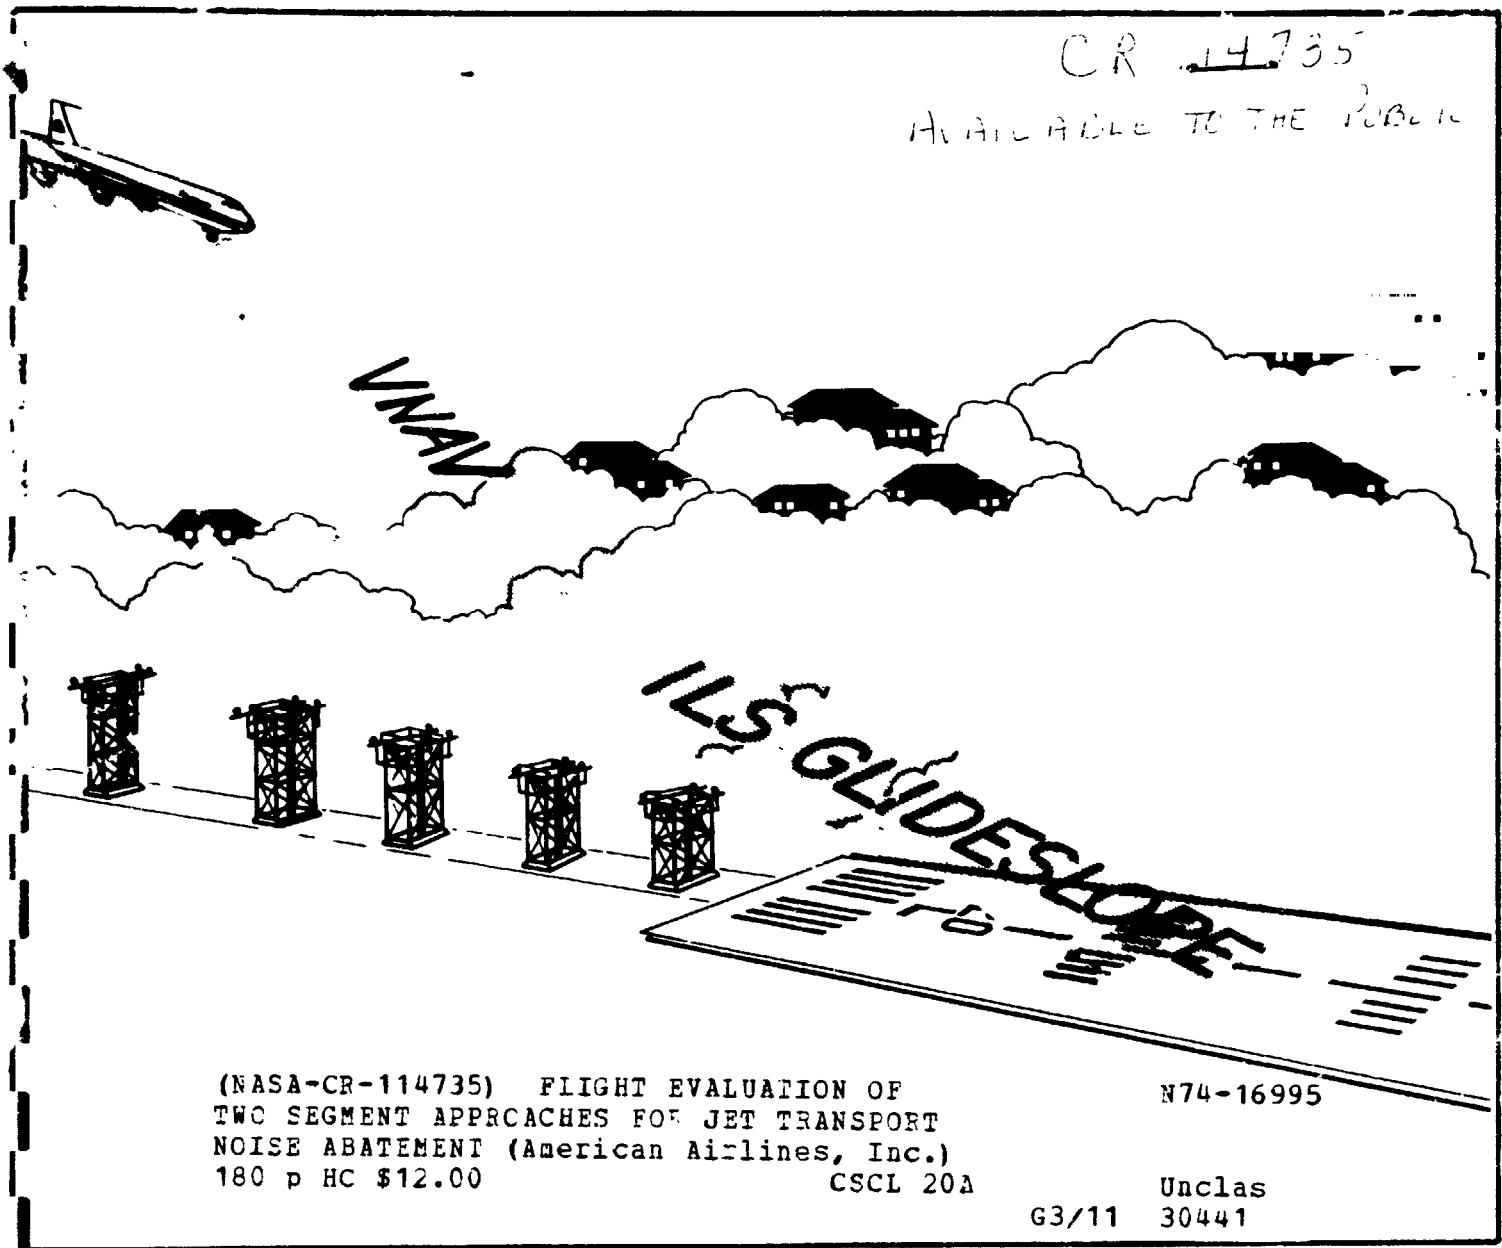 CR 114735
AVAILABLE TO THE PUBLIC
VNAV
ILS GLIDESLOPE
(NASA-CR-114735) FLIGHT EVALUATION OF N74-16995
TWO SEGMENT APPROACHES FOR JET TRANSPORT
NOISE ABATEMENT (American Airlines, Inc.)
180 p HC $12.00 CSCL 20A Unclas
G3/11 30441